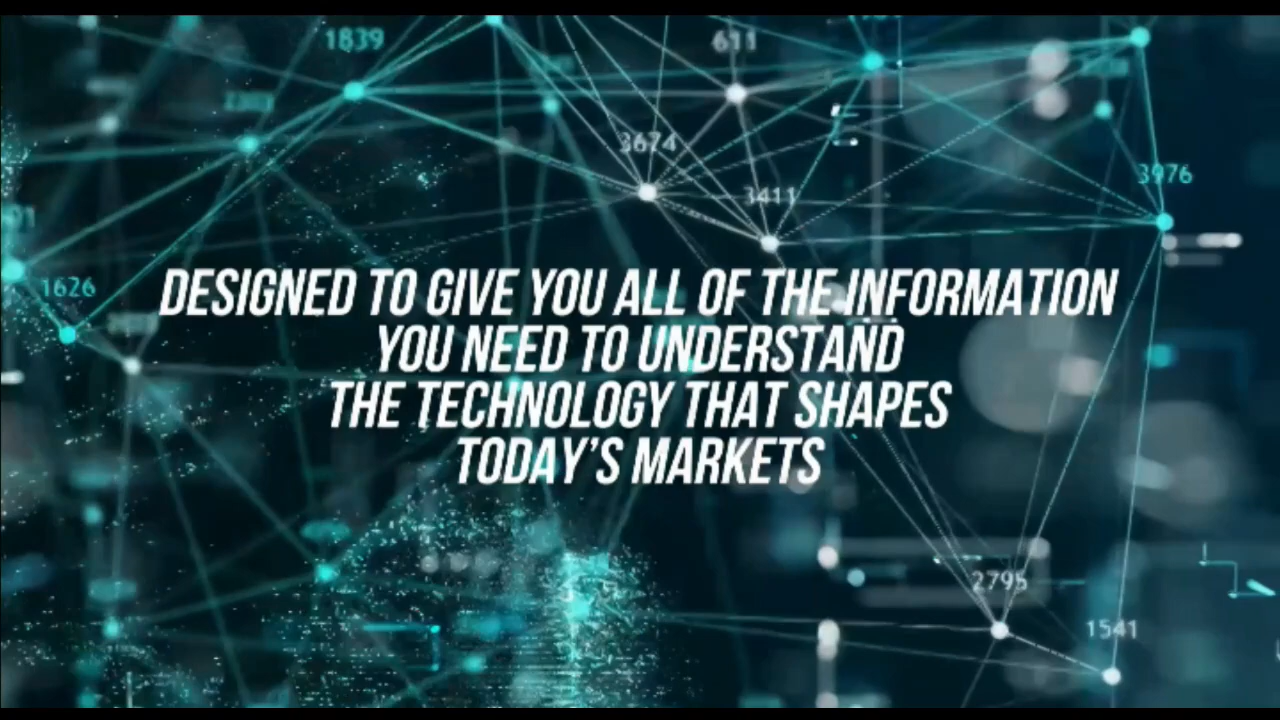 1839
611
3674
3411
3976
1626
DESIGNED TO GIVE YOU ALL OF THE INFORMATION
YOU NEED TO UNDERSTAND
THE TECHNOLOGY THAT SHAPES
TODAY'S MARKETS
2795
1541